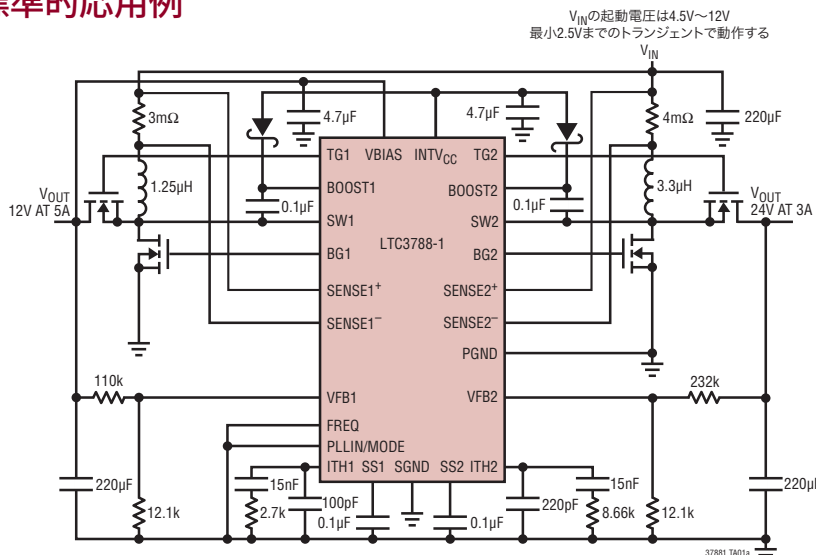 標準的応用例
VINの起動電圧は4.5V～12V
最小2.5Vまでのトランジェントで動作する
VIN
3mΩ
4.7µF
4.7µF
4mΩ
220µF
TG1 VBIAS INTVCC TG2
VOUT
12V AT 5A
1.25µH
BOOST1
BOOST2
3.3µH
VOUT
24V AT 3A
0.1µF
0.1µF
SW1
SW2
LTC3788-1
BG1
BG2
SENSE1+
SENSE2+
SENSE1–
SENSE2–
PGND
110k
232k
VFB1
VFB2
FREQ
PLLIN/MODE
ITH1 SS1 SGND SS2 ITH2
220µF
15nF
15nF
220µF
12.1k
2.7k
100pF
0.1µF
0.1µF
220pF
8.66k
12.1k
37881 TA01a